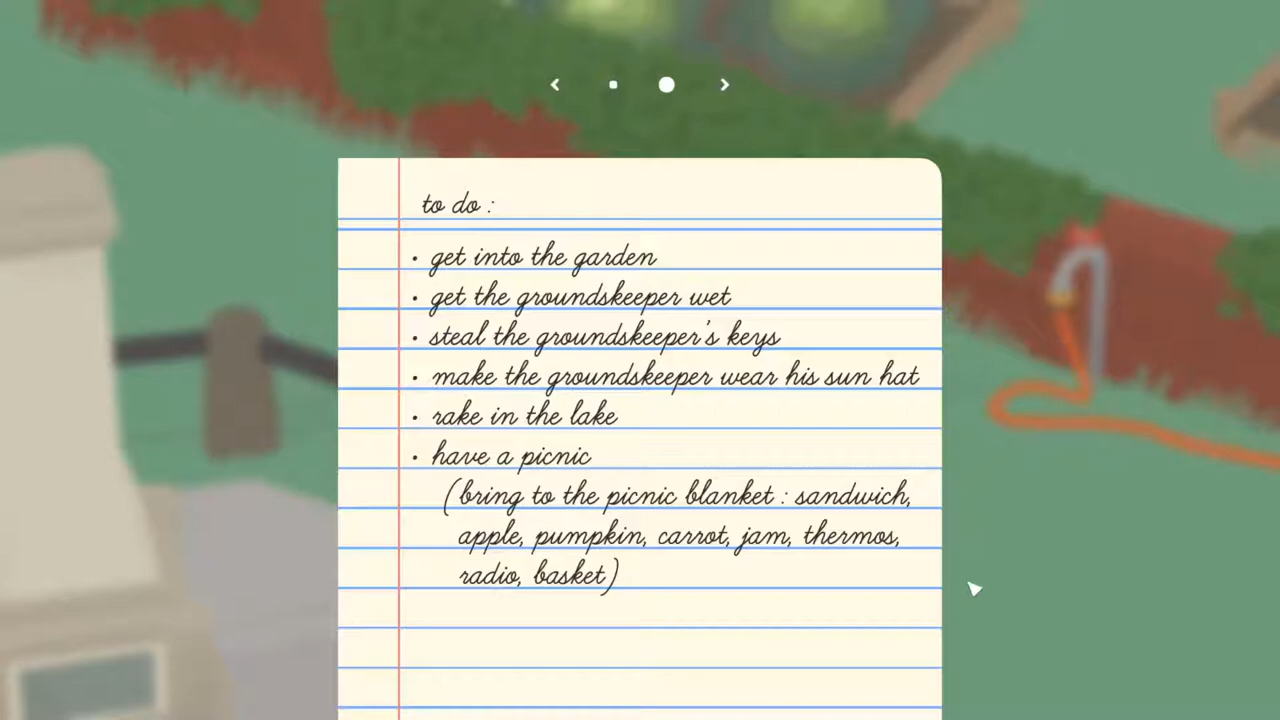 to do :
• get into the garden
• get the groundskeeper wet
• steal the groundskeeper's keys
• make the groundskeeper wear his sun hat
• rake in the lake
• have a picnic
(bring to the picnic blanket : sandwich,
apple, pumpkin, carrot, jam, thermos,
radio, basket)